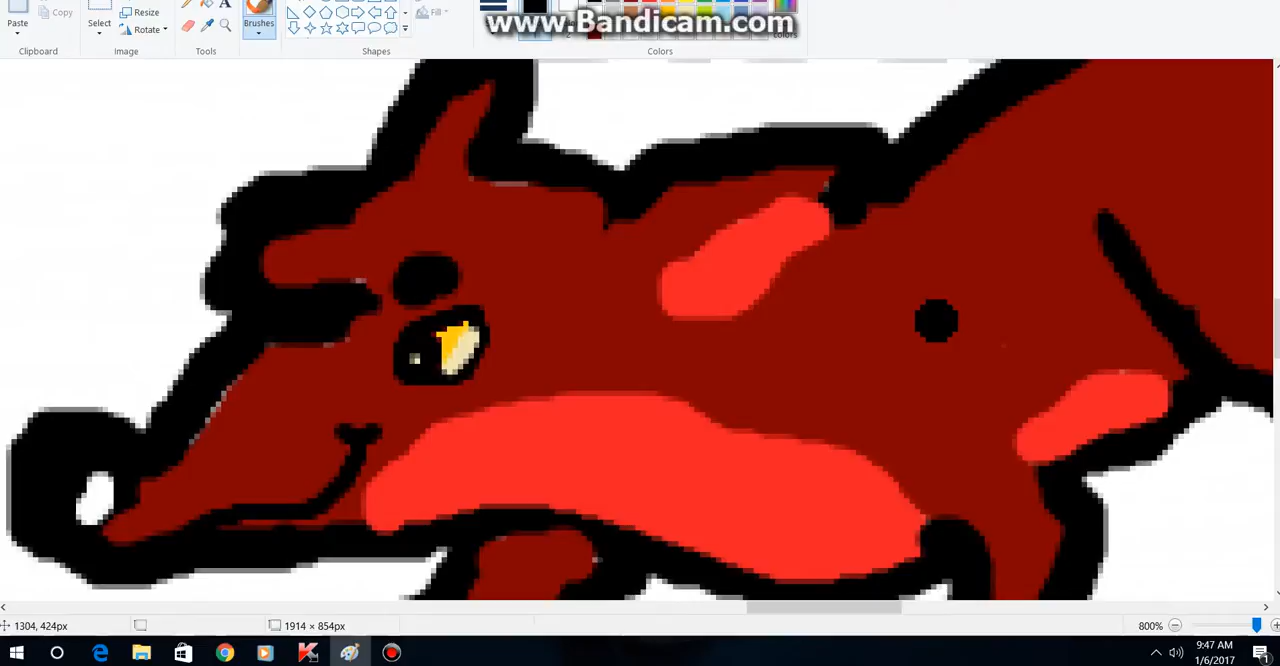 www.Bandicam.com
Paste
Copy
Select
Resize
Rotate
A
Brushes
Fill
Clipboard
Image
Tools
Shapes
Colors
1304, 424px
1914 × 854px
800%
9:47 AM
1/6/2017